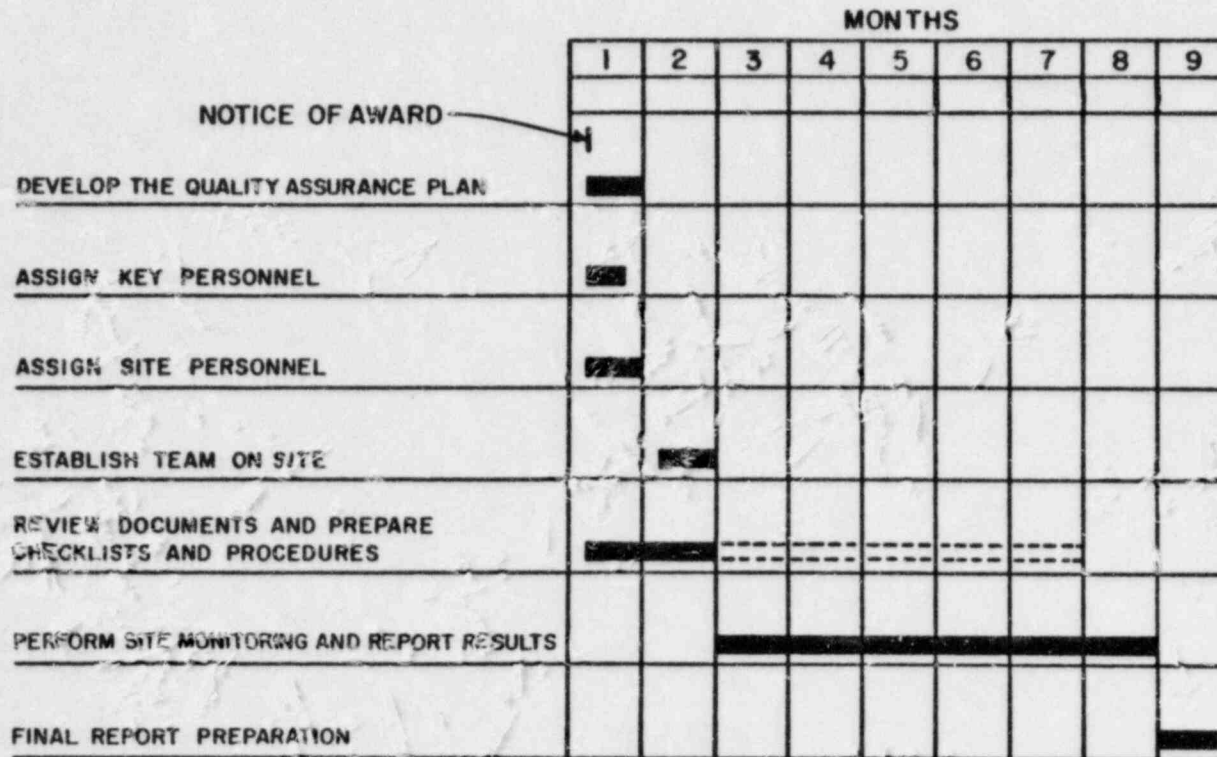 MONTHS
1 2 3 4 5 6 7 8 9
NOTICE OF AWARD
DEVELOP THE QUALITY ASSURANCE PLAN
ASSIGN KEY PERSONNEL
ASSIGN SITE PERSONNEL
ESTABLISH TEAM ON SITE
REVIEW DOCUMENTS AND PREPARE
CHECKLISTS AND PROCEDURES
PERFORM SITE MONITORING AND REPORT RESULTS
FINAL REPORT PREPARATION